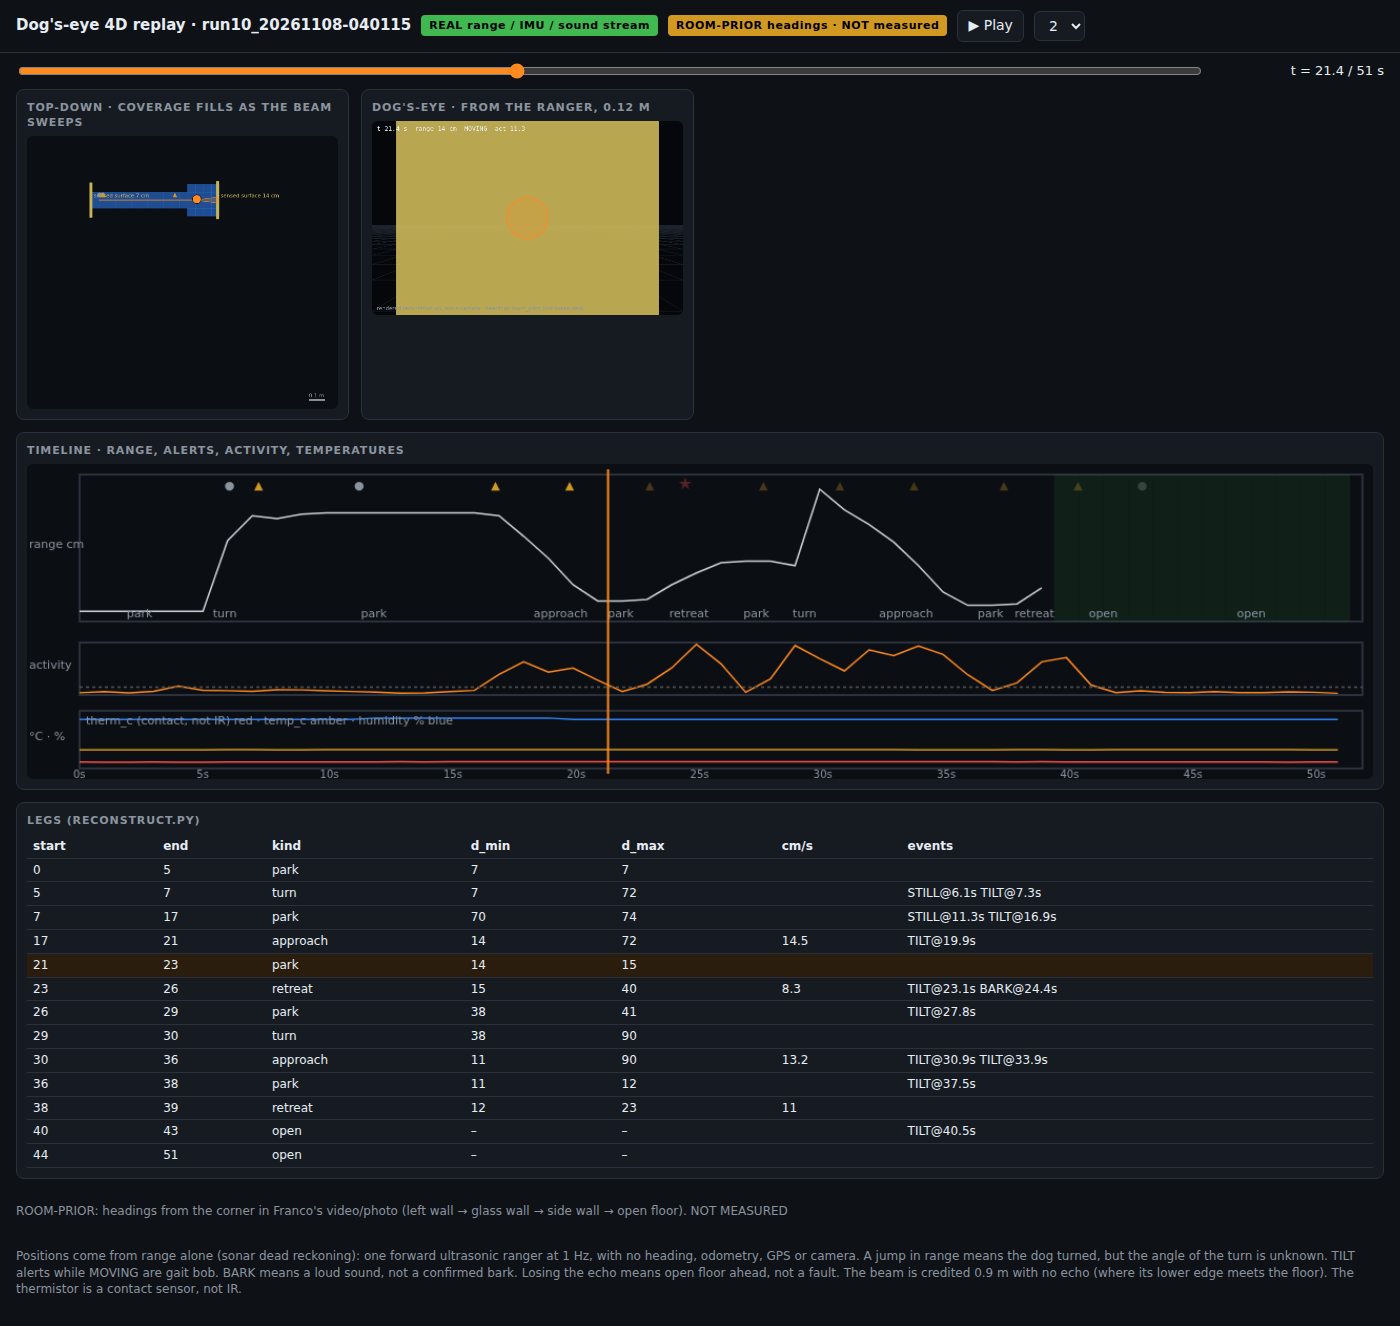 Dog's-eye 4D replay · run10_20261108-040115
REAL range / IMU / sound stream
ROOM-PRIOR headings · NOT measured
▶ Play
2
t = 21.4 / 51 s
TOP-DOWN · COVERAGE FILLS AS THE BEAM
SWEEPS
surface 7 cm
sensed surface 14 cm
0.1 m
DOG'S-EYE · FROM THE RANGER, 0.12 M
t 21.4 s range 14 cm MOVING act 11.3
TIMELINE · RANGE, ALERTS, ACTIVITY, TEMPERATURES
range cm
park turn park approach park retreat park turn approach park retreat open open
activity
therm_c (contact, not IR) red · temp_c amber · humidity % blue
°C · %
0s 5s 10s 15s 20s 25s 30s 35s 40s 45s 50s
LEGS (RECONSTRUCT.PY)
start end kind d_min d_max cm/s events
0 5 park 7 7
5 7 turn 7 72 STILL@6.1s TILT@7.3s
7 17 park 70 74 STILL@11.3s TILT@16.9s
17 21 approach 14 72 14.5 TILT@19.9s
21 23 park 14 15
23 26 retreat 15 40 8.3 TILT@23.1s BARK@24.4s
26 29 park 38 41 TILT@27.8s
29 30 turn 38 90
30 36 approach 11 90 13.2 TILT@30.9s TILT@33.9s
36 38 park 11 12 TILT@37.5s
38 39 retreat 12 23 11
40 43 open – – TILT@40.5s
44 51 open – –
ROOM-PRIOR: headings from the corner in Franco's video/photo (left wall → glass wall → side wall → open floor). NOT MEASURED
Positions come from range alone (sonar dead reckoning): one forward ultrasonic ranger at 1 Hz, with no heading, odometry, GPS or camera. A jump in range means the dog turned, but the angle of the turn is unknown. TILT
alerts while MOVING are gait bob. BARK means a loud sound, not a confirmed bark. Losing the echo means open floor ahead, not a fault. The beam is credited 0.9 m with no echo (where its lower edge meets the floor). The
thermistor is a contact sensor, not IR.